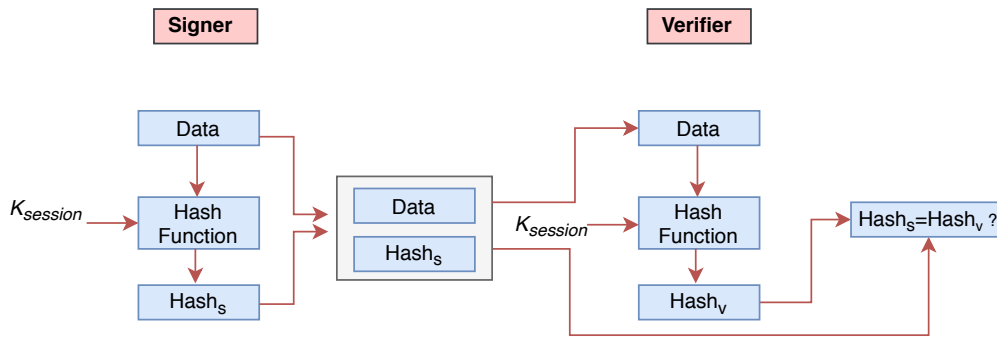 Signer
Verifier
Data
Data
K_session
Hash
Function
Data
K_session
Hash
Function
Hash_s=Hash_v ?
Hash_s
Hash_s
Hash_v